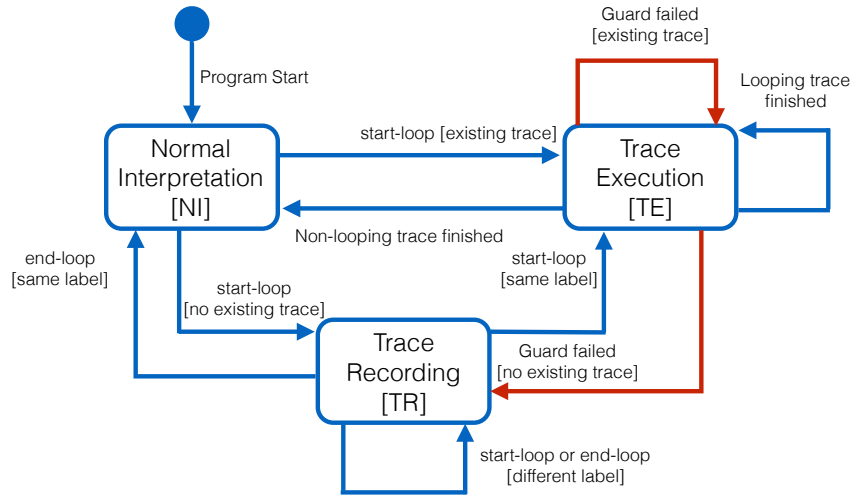 Guard failed
[existing trace]
Program Start
Looping trace
finished
start-loop [existing trace]
Normal
Interpretation
[NI]
Trace
Execution
[TE]
Non-looping trace finished
end-loop
[same label]
start-loop
[no existing trace]
start-loop
[same label]
Trace
Recording
[TR]
Guard failed
[no existing trace]
start-loop or end-loop
[different label]